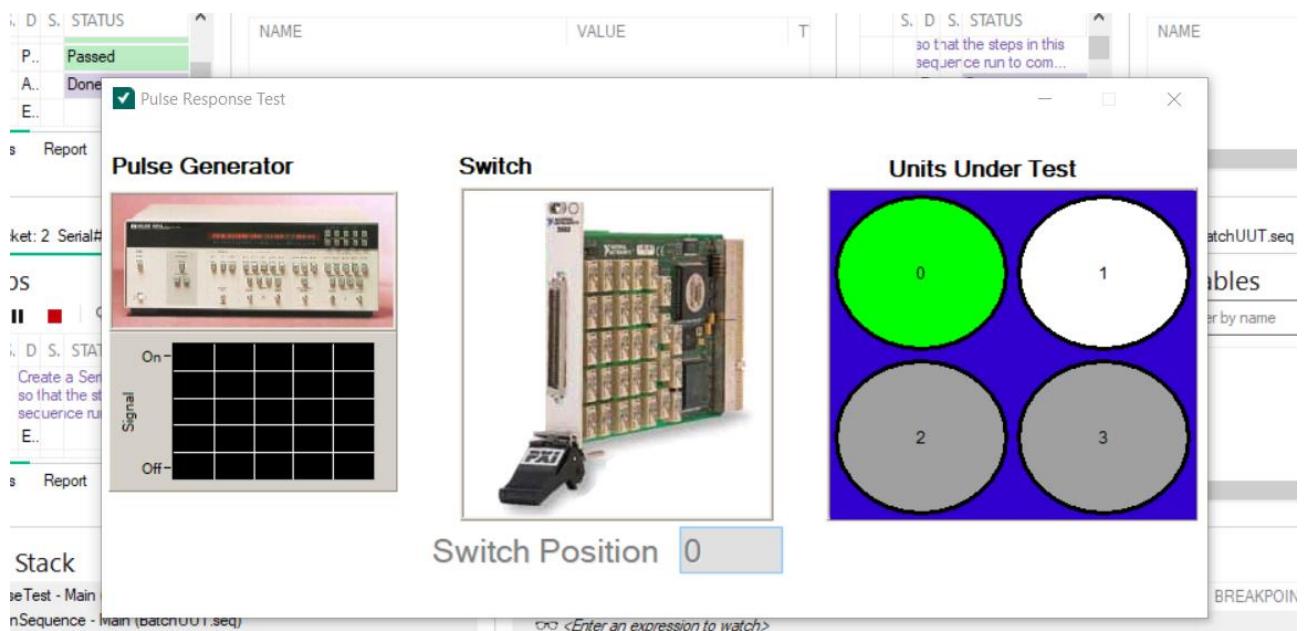 S. D S. STATUS
P.. Passed
A.. Done
E..
Report
NAME VALUE T
S. D S. STATUS
so that the steps in this
sequence run to com...
NAME
Pulse Response Test
Pulse Generator
Switch
Units Under Test
On
Signal
Off
PXI
0
1
2
3
Switch Position 0
ket: 2 Serial#
os
D S. STAT
Create a Ser
so that the st
sequence ru
E..
Report
Stack
seTest - Main
nSequence - Main (BatchUUT.seq)
atchUUT.seq
ables
er by name
BREAKPOIN
<Enter an expression to watch>